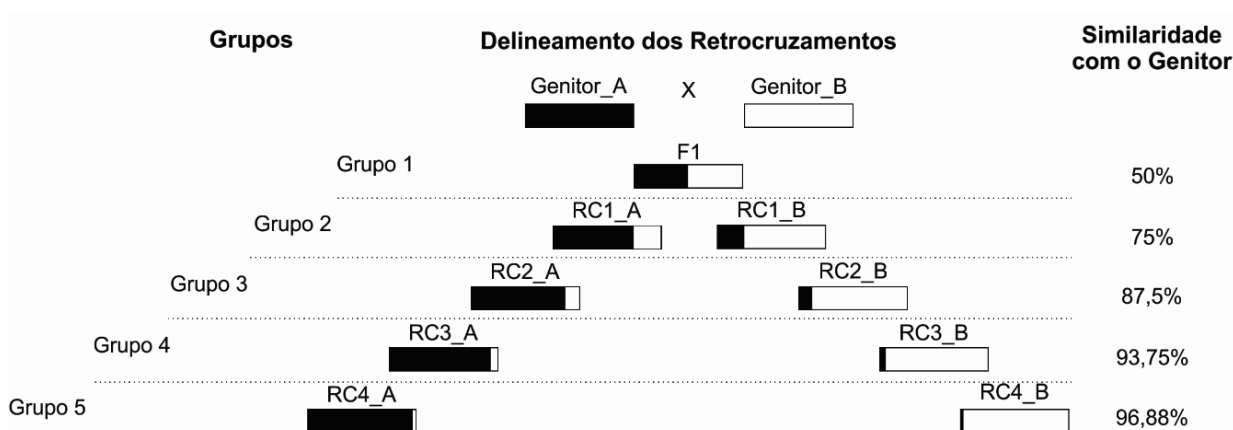 Grupos
Delineamento dos Retrocruzamentos
Similaridade
com o Genitor
Genitor_A X Genitor_B
F1
Grupo 1
50%
RC1_A RC1_B
Grupo 2
75%
RC2_A RC2_B
Grupo 3
87,5%
RC3_A RC3_B
Grupo 4
93,75%
RC4_A RC4_B
Grupo 5
96,88%